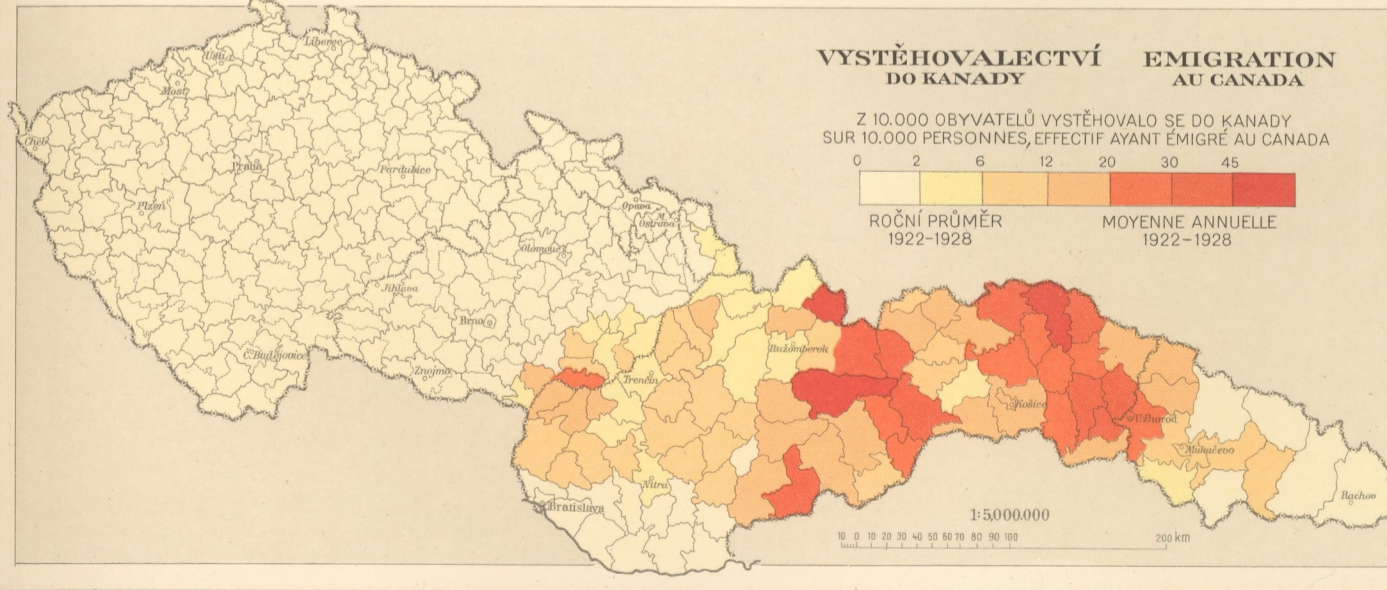 VYSTĚHOVALECTVÍ
DO KANADY
EMIGRATION
AU CANADA
Z 10.000 OBYVATELŮ VYSTĚHOVALO SE DO KANADY
SUR 10.000 PERSONNES, EFFECTIF AYANT ÉMIGRÉ AU CANADA
0 2 6 12 20 30 45
ROČNÍ PRŮMĚR
1922-1928
MOYENNE ANNUELLE
1922-1928
Liberec
Ústí
Most
Cheb
Praha
Pardubice
Plzeň
Opava
M.
Ostrava
Olomouc
Jihlava
Brno
Č.Budějovice
Znojmo
Ružomberok
Trenčín
Košice
Užhorod
Mukačevo
Nitra
Bratislava
Rachov
1:5,000.000
10 0 10 20 30 40 50 60 70 80 90 100 200 km